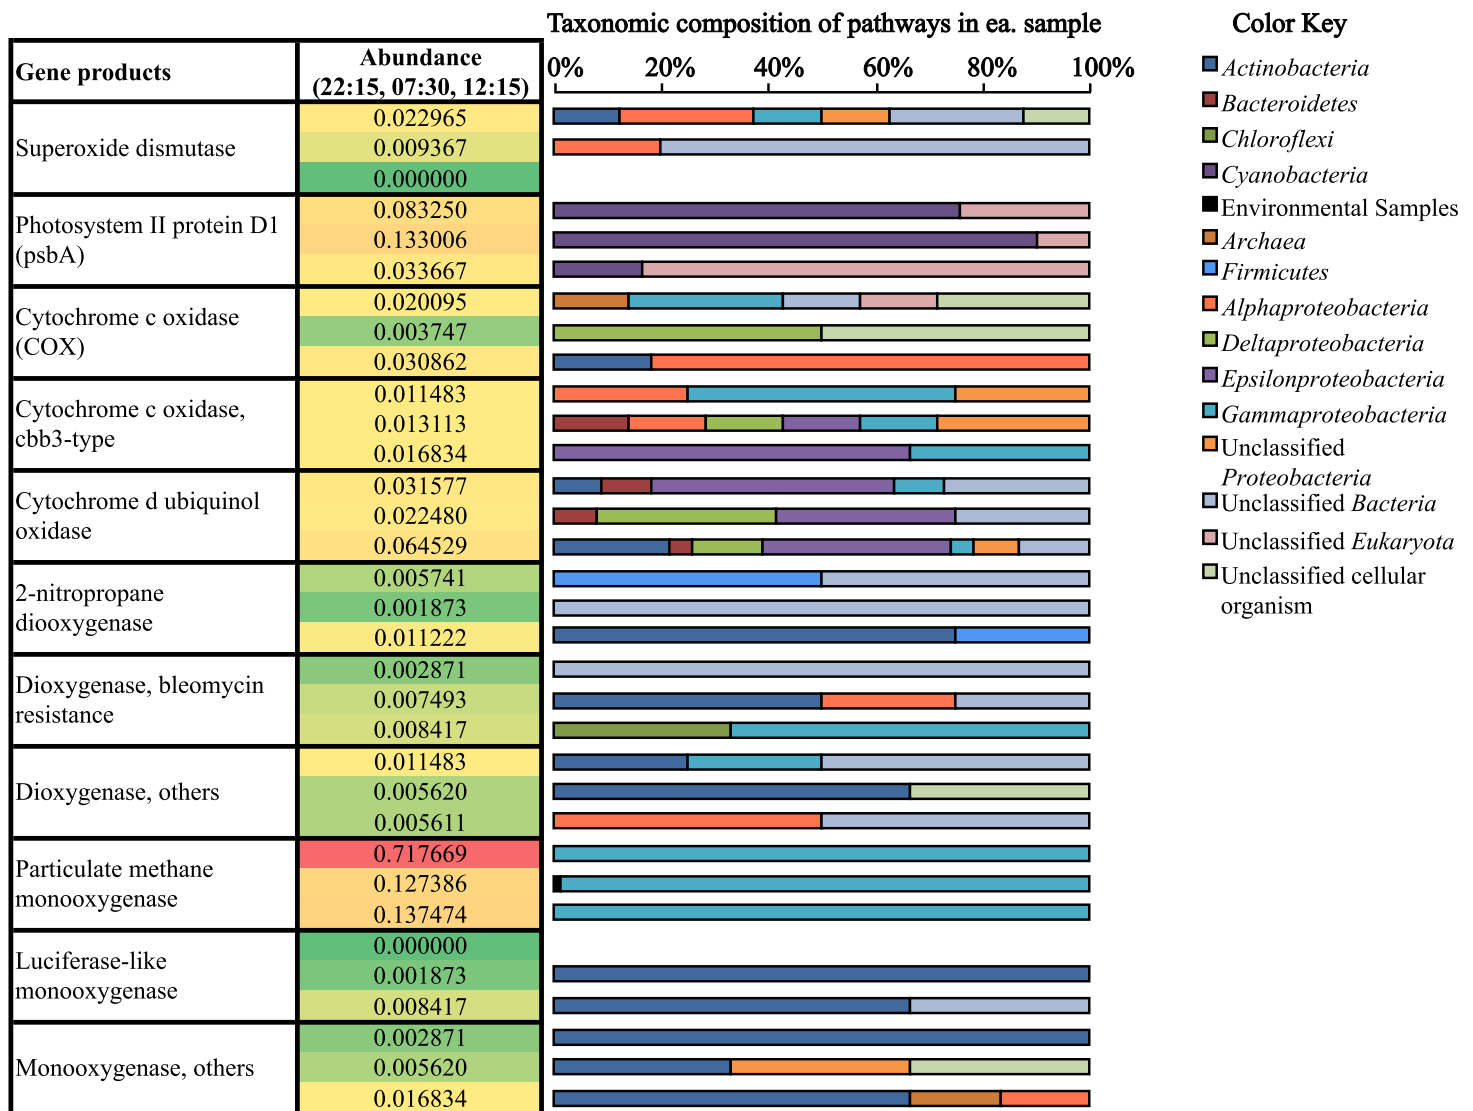 Taxonomic composition of pathways in ea. sample
Color Key
Gene products
Abundance
(22:15, 07:30, 12:15)
0% 20% 40% 60% 80% 100%
Superoxide dismutase
0.022965
0.009367
0.000000
Photosystem II protein D1
(psbA)
0.083250
0.133006
0.033667
Cytochrome c oxidase
(COX)
0.020095
0.003747
0.030862
Cytochrome c oxidase,
cbb3-type
0.011483
0.013113
0.016834
Cytochrome d ubiquinol
oxidase
0.031577
0.022480
0.064529
2-nitropropane
diooxygenase
0.005741
0.001873
0.011222
Dioxygenase, bleomycin
resistance
0.002871
0.007493
0.008417
Dioxygenase, others
0.011483
0.005620
0.005611
Particulate methane
monooxygenase
0.717669
0.127386
0.137474
Luciferase-like
monooxygenase
0.000000
0.001873
0.008417
Monooxygenase, others
0.002871
0.005620
0.016834
Actinobacteria
Bacteroidetes
Chloroflexi
Cyanobacteria
Environmental Samples
Archaea
Firmicutes
Alphaproteobacteria
Deltaproteobacteria
Epsilonproteobacteria
Gammaproteobacteria
Unclassified
Proteobacteria
Unclassified Bacteria
Unclassified Eukaryota
Unclassified cellular
organism